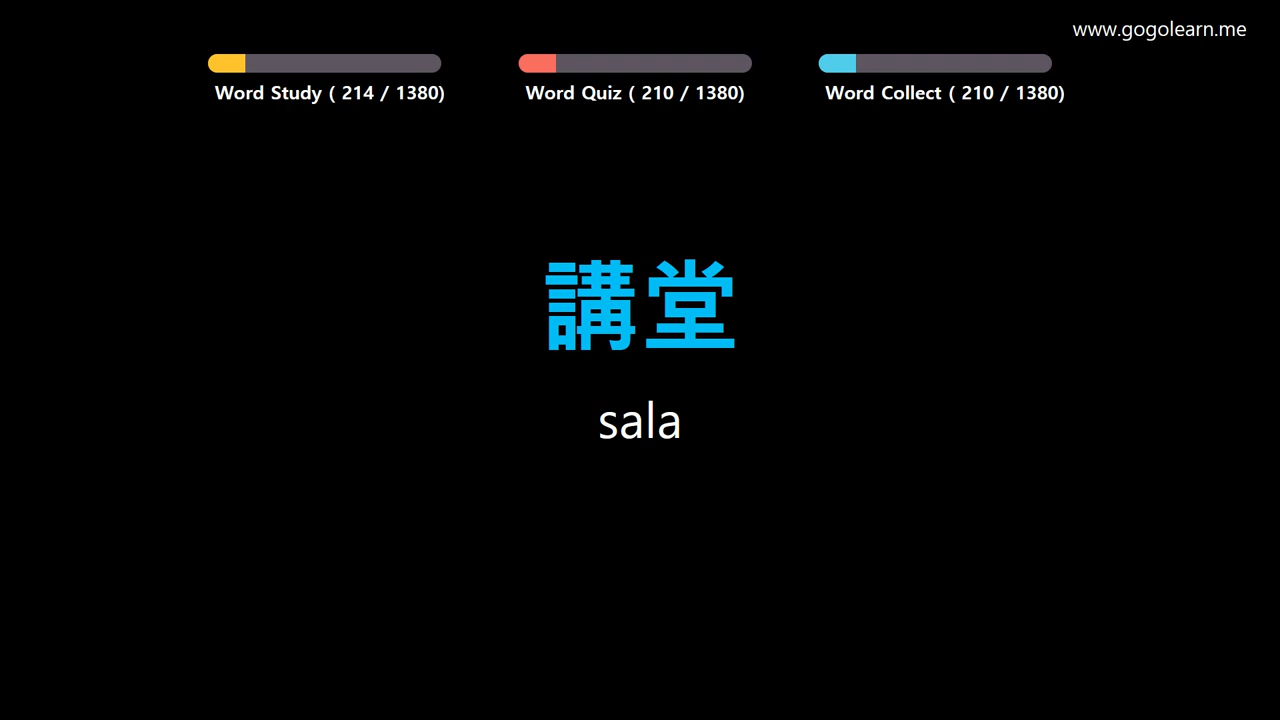 www.gogolearn.me
Word Study ( 214 / 1380)
Word Quiz ( 210 / 1380)
Word Collect ( 210 / 1380)
講堂
sala